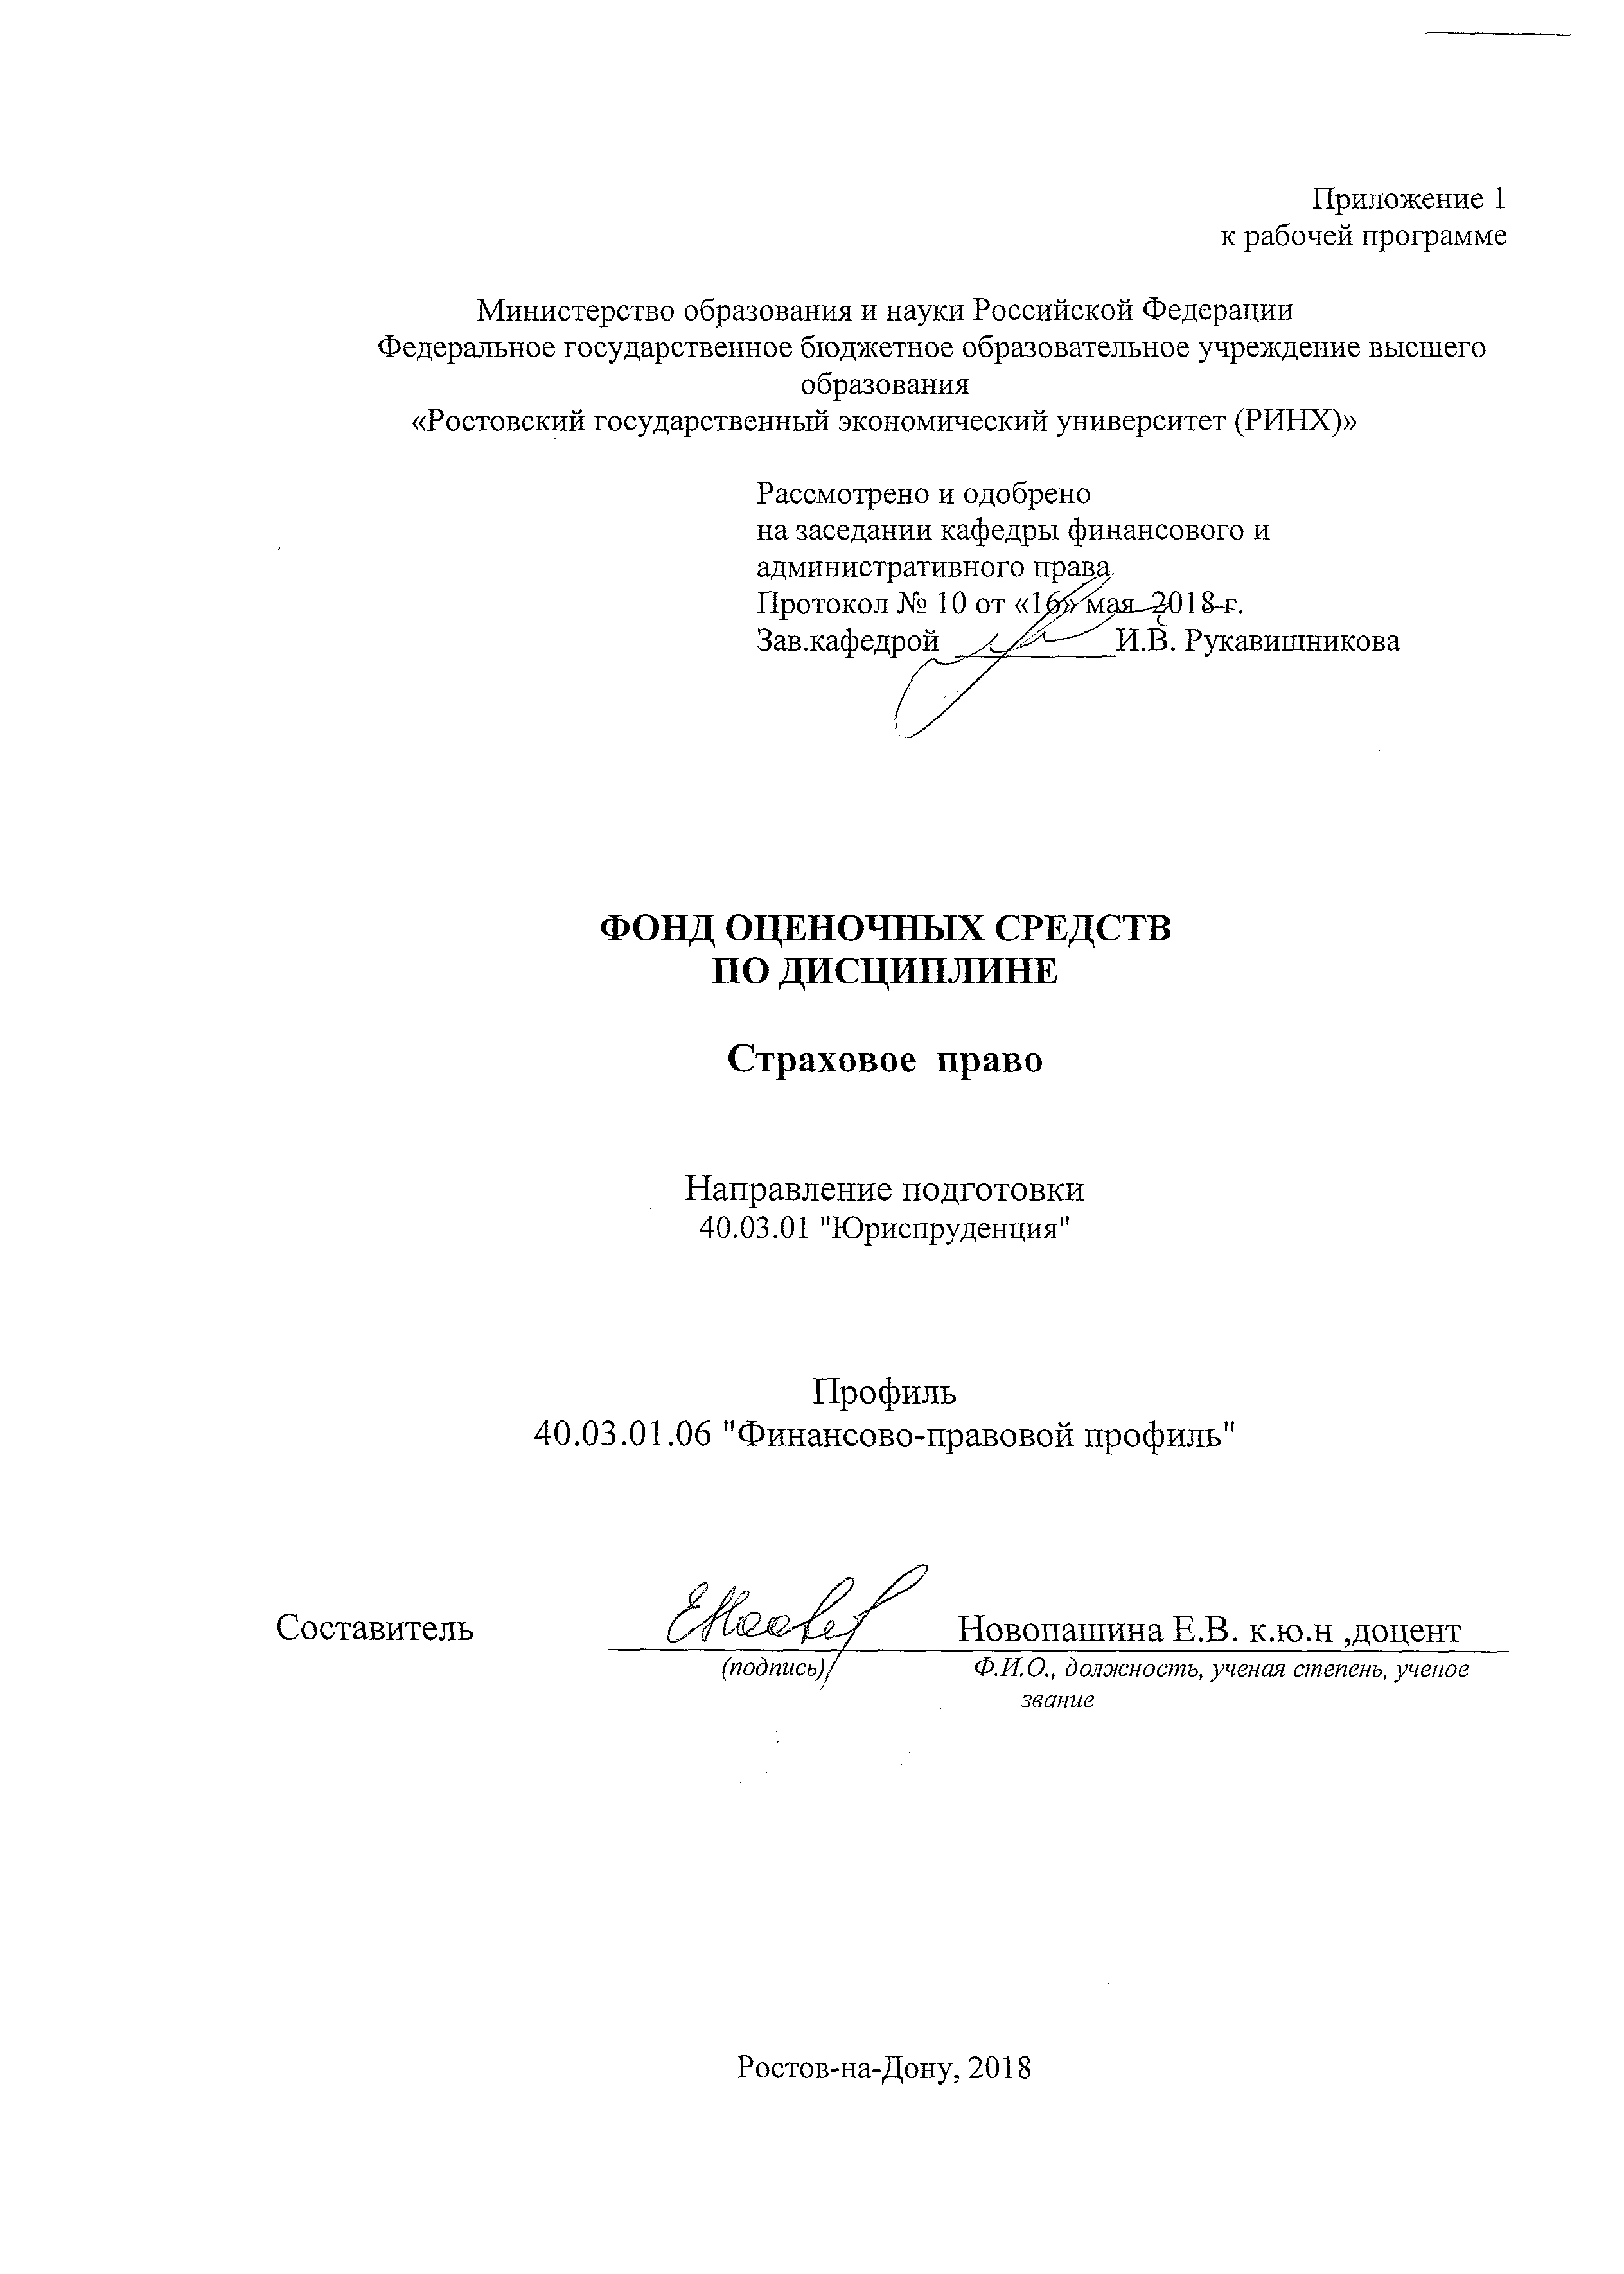 Приложение 1
к рабочей программе
Министерство образования и науки Российской Федерации
Федеральное государственное бюджетное образовательное учреждение высшего
образования
«Ростовский государственный экономический университет (РИНХ)»
Рассмотрено и одобрено
на заседании кафедры финансового и
административного права
Протокол № 10 от «16» мая 2018 г.
Зав.кафедрой __________ И.В. Рукавишникова
ФОНД ОЦЕНОЧНЫХ СРЕДСТВ
ПО ДИСЦИПЛИНЕ
Страховое право
Направление подготовки
40.03.01 "Юриспруденция"
Профиль
40.03.01.06 "Финансово-правовой профиль"
Составитель Новопашина Е.В. к.ю.н ,доцент
(подпись) Ф.И.О., должность, ученая степень, ученое
звание
Ростов-на-Дону, 2018